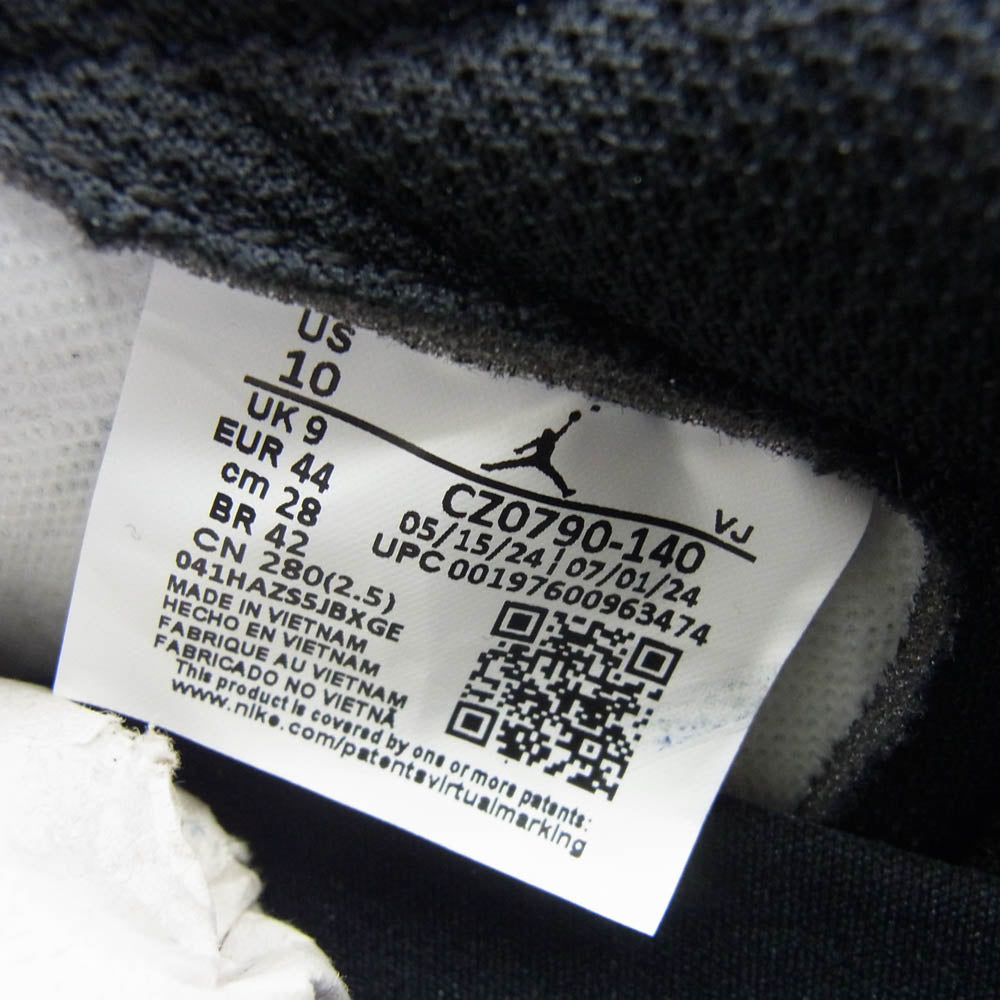 US
10
UK 9
EUR 44
cm 28
BR 42
CN 280(2.5)
041HAZS5JBXGE
MADE IN VIETNAM
HECHO EN VIETNAM
FABRIQUE AU VIETNAM
FABRICADO NO VIETNÃ
This product is covered by one or more patents:
www.nike.com/patentsvirtualmarking
VJ
CZ0790-140
05/15/24 | 07/01/24
UPC 00197600963474